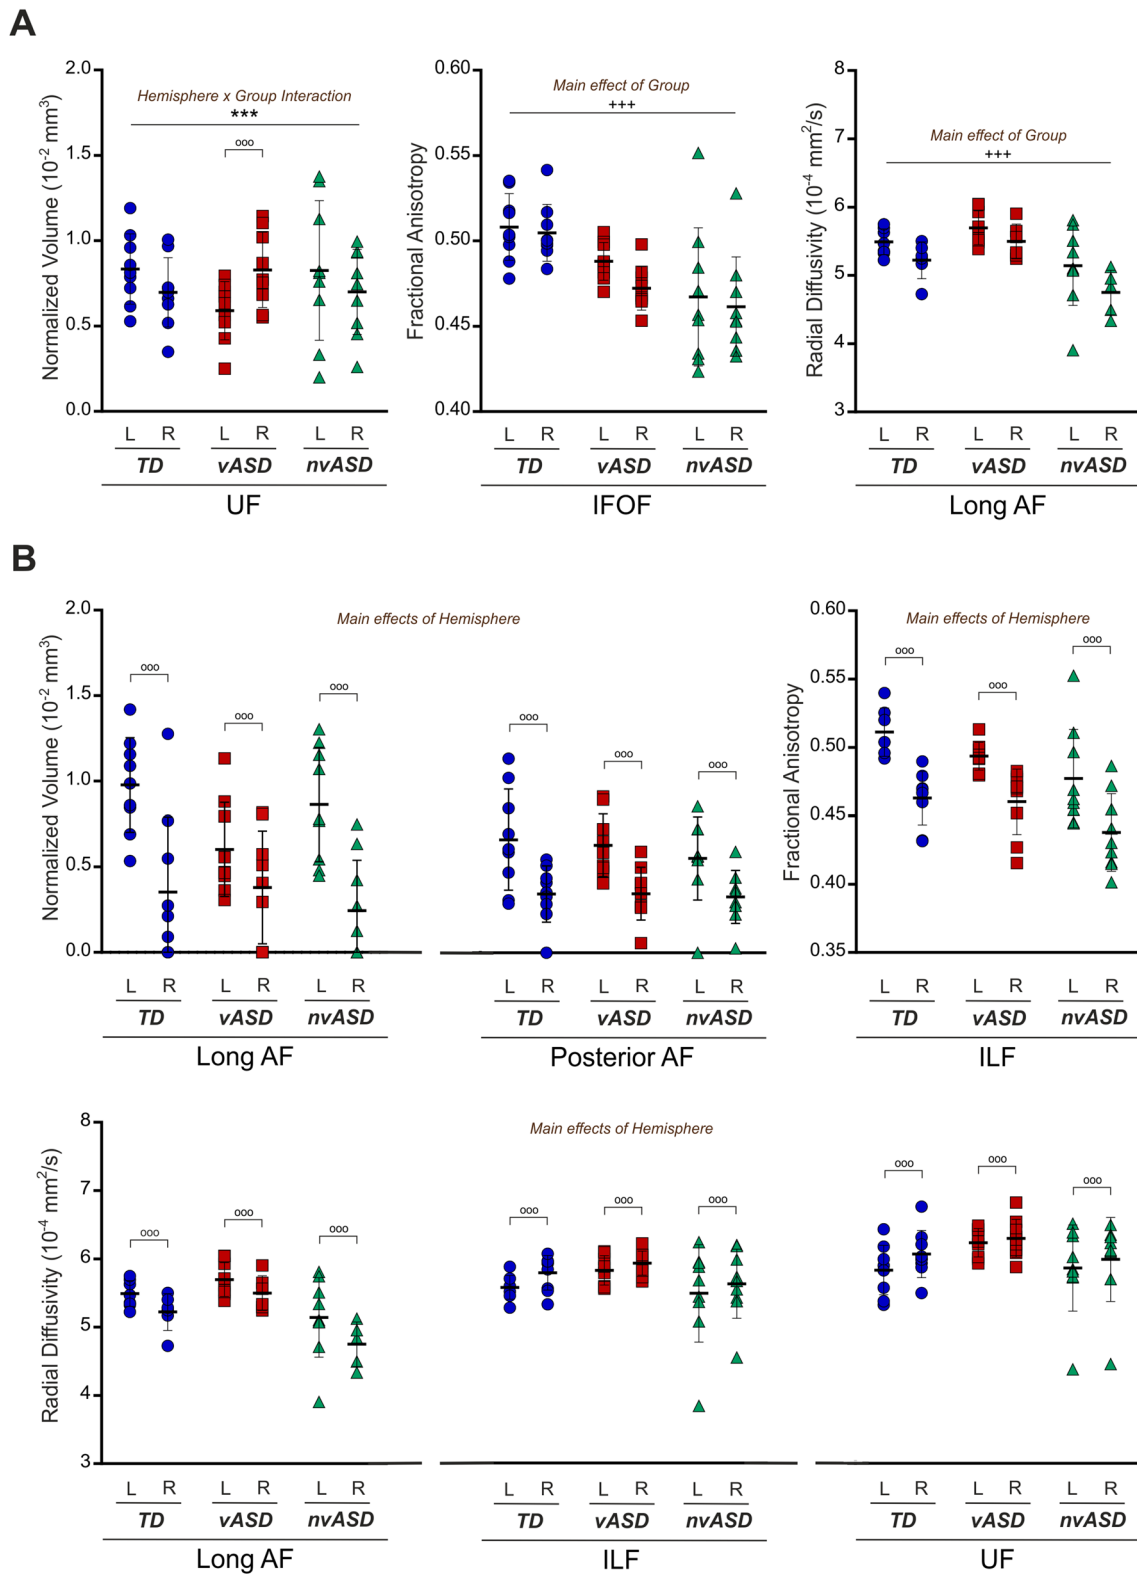 A
Normalized Volume (10⁻² mm³)
2.0
1.5
1.0
0.5
0.0
Hemisphere x Group Interaction
***
ooo
L R L R L R
TD vASD nvASD
UF
Fractional Anisotropy
0.60
0.55
0.50
0.45
0.40
Main effect of Group
+++
L R L R L R
TD vASD nvASD
IFOF
Radial Diffusivity (10⁻⁴ mm²/s)
8
7
6
5
4
3
Main effect of Group
+++
L R L R L R
TD vASD nvASD
Long AF
B
Normalized Volume (10⁻² mm³)
2.0
1.5
1.0
0.5
0.0
Main effects of Hemisphere
ooo ooo ooo
L R L R L R
TD vASD nvASD
Long AF
ooo ooo ooo
L R L R L R
TD vASD nvASD
Posterior AF
Fractional Anisotropy
0.60
0.55
0.50
0.45
0.40
0.35
Main effects of Hemisphere
ooo ooo ooo
L R L R L R
TD vASD nvASD
ILF
Radial Diffusivity (10⁻⁴ mm²/s)
8
7
6
5
4
3
ooo ooo ooo
L R L R L R
TD vASD nvASD
Long AF
Main effects of Hemisphere
ooo ooo ooo
L R L R L R
TD vASD nvASD
ILF
ooo ooo ooo
L R L R L R
TD vASD nvASD
UF